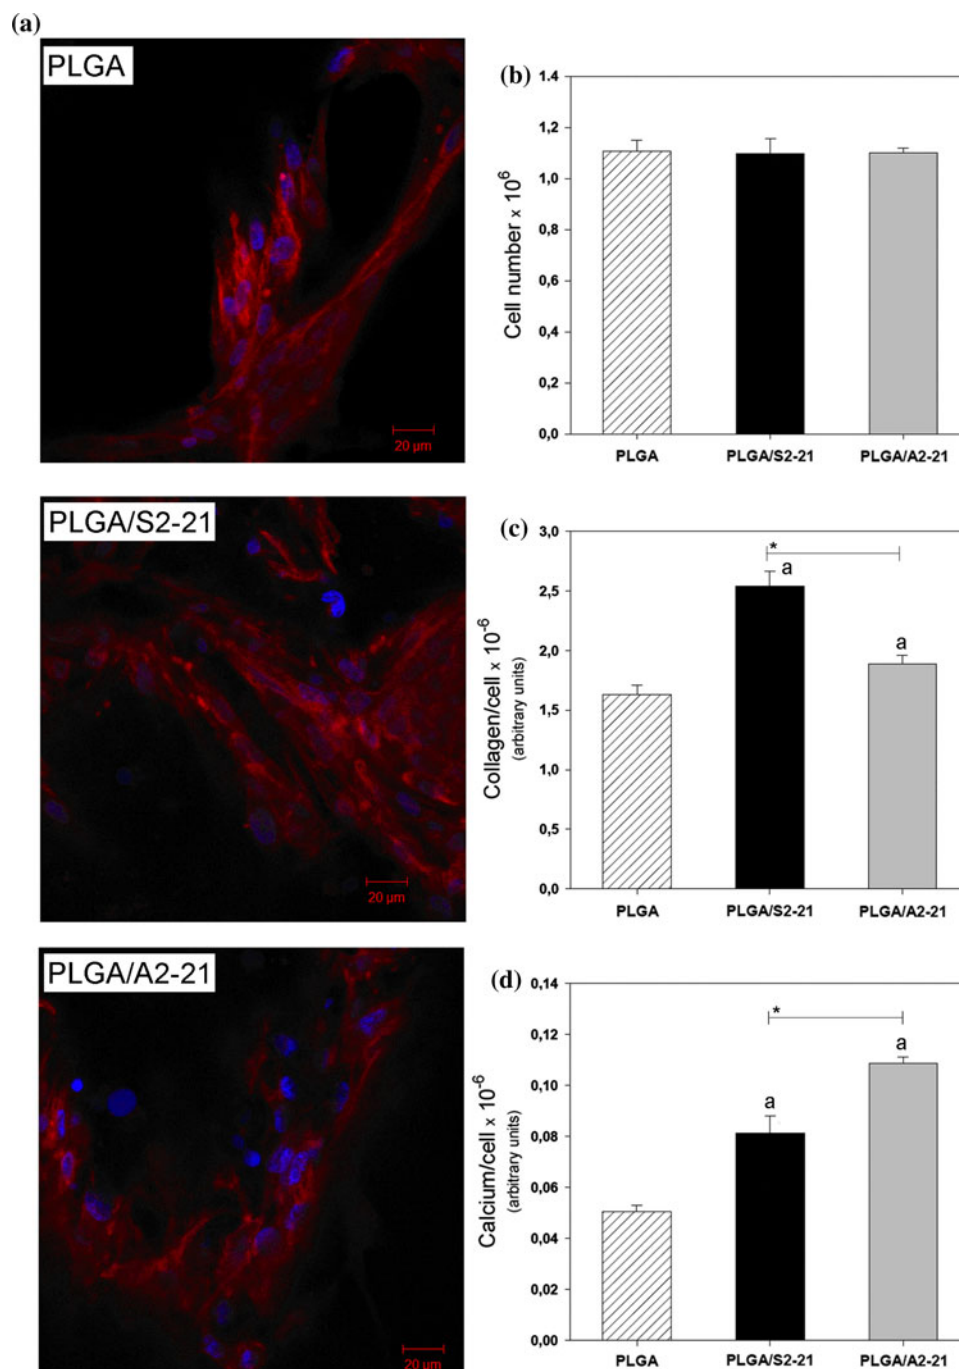 (a)
PLGA
20 µm
PLGA/S2-21
20 µm
PLGA/A2-21
20 µm
(b)
Cell number x 10^6
1.4
1,2
1,0
0,8
0,6
0,4
0,2
0,0
PLGA PLGA/S2-21 PLGA/A2-21
(c)
Collagen/cell x 10^-6
(arbitrary units)
3,0
2,5
2,0
1,5
1,0
0,5
0,0
*
a
a
PLGA PLGA/S2-21 PLGA/A2-21
(d)
Calcium/cell x 10^-6
(arbitrary units)
0,14
0,12
0,10
0,08
0,06
0,04
0,02
0,00
*
a
a
PLGA PLGA/S2-21 PLGA/A2-21